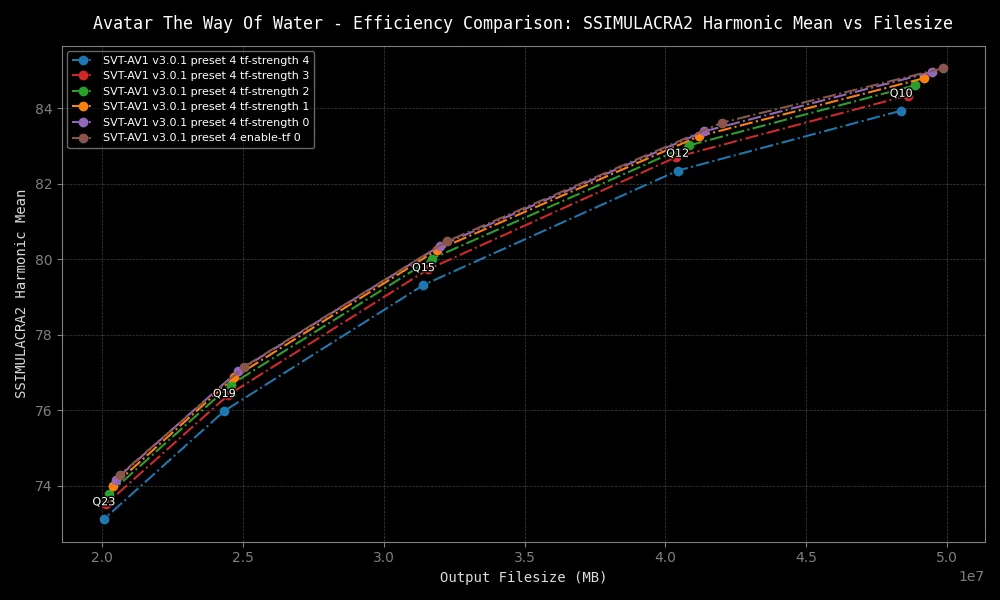 Avatar The Way Of Water - Efficiency Comparison: SSIMULACRA2 Harmonic Mean vs Filesize
SVT-AV1 v3.0.1 preset 4 tf-strength 4
SVT-AV1 v3.0.1 preset 4 tf-strength 3
SVT-AV1 v3.0.1 preset 4 tf-strength 2
SVT-AV1 v3.0.1 preset 4 tf-strength 1
SVT-AV1 v3.0.1 preset 4 tf-strength 0
SVT-AV1 v3.0.1 preset 4 enable-tf 0
SSIMULACRA2 Harmonic Mean
84
82
80
78
76
74
Q10
Q12
Q15
Q19
Q23
2.0 2.5 3.0 3.5 4.0 4.5 5.0
1e7
Output Filesize (MB)